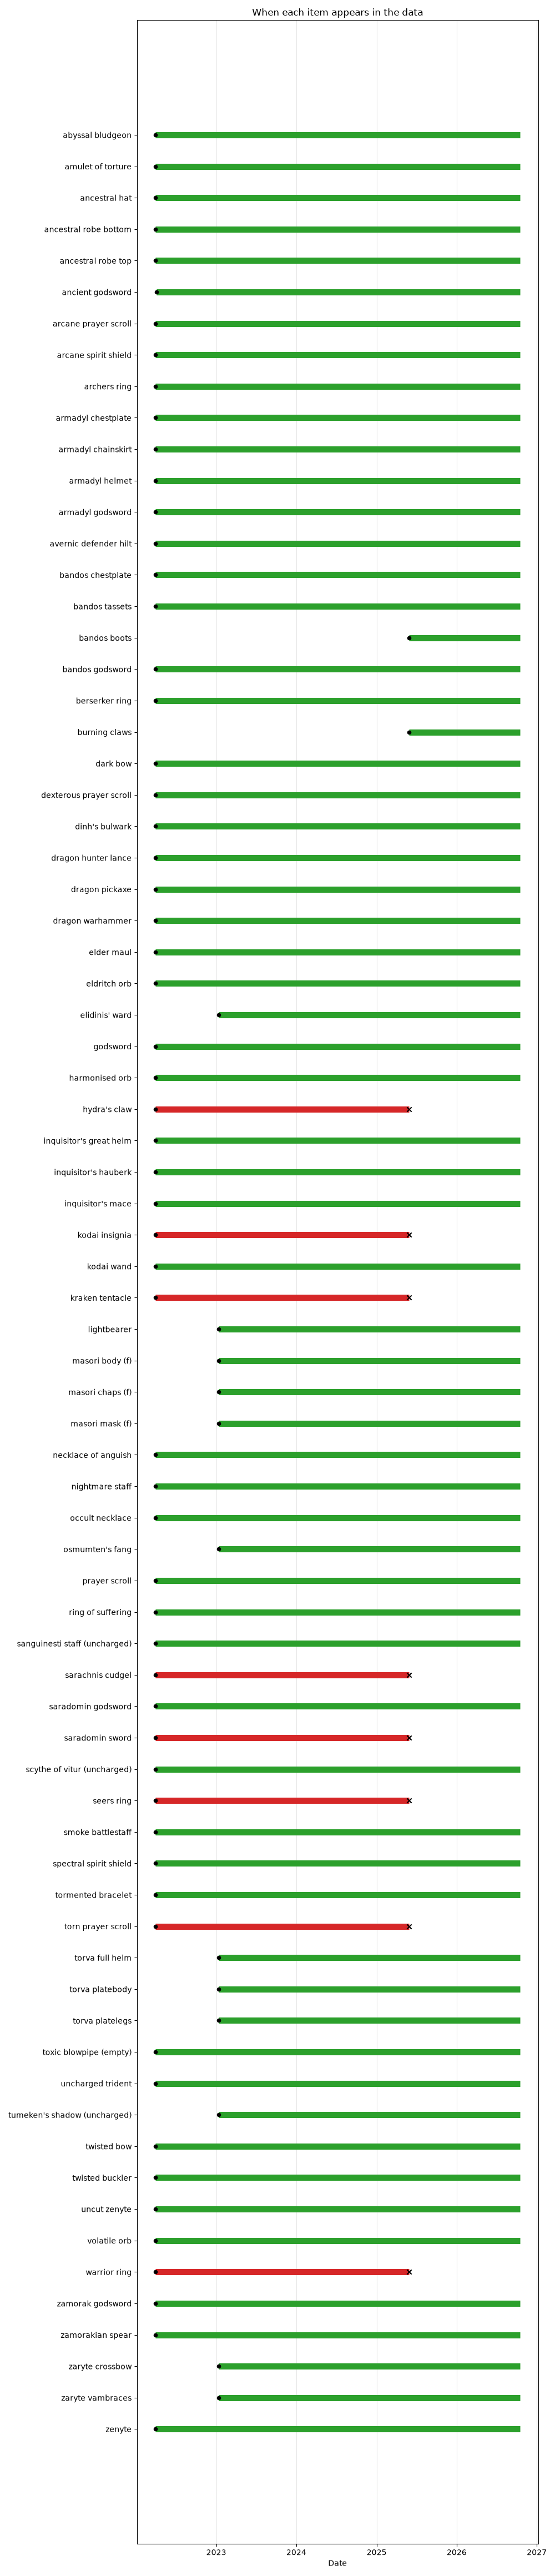 When each item appears in the data
abyssal bludgeon
amulet of torture
ancestral hat
ancestral robe bottom
ancestral robe top
ancient godsword
arcane prayer scroll
arcane spirit shield
archers ring
armadyl chestplate
armadyl chainskirt
armadyl helmet
armadyl godsword
avernic defender hilt
bandos chestplate
bandos tassets
bandos boots
bandos godsword
berserker ring
burning claws
dark bow
dexterous prayer scroll
dinh's bulwark
dragon hunter lance
dragon pickaxe
dragon warhammer
elder maul
eldritch orb
elidinis' ward
godsword
harmonised orb
hydra's claw
inquisitor's great helm
inquisitor's hauberk
inquisitor's mace
kodai insignia
kodai wand
kraken tentacle
lightbearer
masori body (f)
masori chaps (f)
masori mask (f)
necklace of anguish
nightmare staff
occult necklace
osmumten's fang
prayer scroll
ring of suffering
sanguinesti staff (uncharged)
sarachnis cudgel
saradomin godsword
saradomin sword
scythe of vitur (uncharged)
seers ring
smoke battlestaff
spectral spirit shield
tormented bracelet
torn prayer scroll
torva full helm
torva platebody
torva platelegs
toxic blowpipe (empty)
uncharged trident
tumeken's shadow (uncharged)
twisted bow
twisted buckler
uncut zenyte
volatile orb
warrior ring
zamorak godsword
zamorakian spear
zaryte crossbow
zaryte vambraces
zenyte
2023 2024 2025 2026 2027
Date